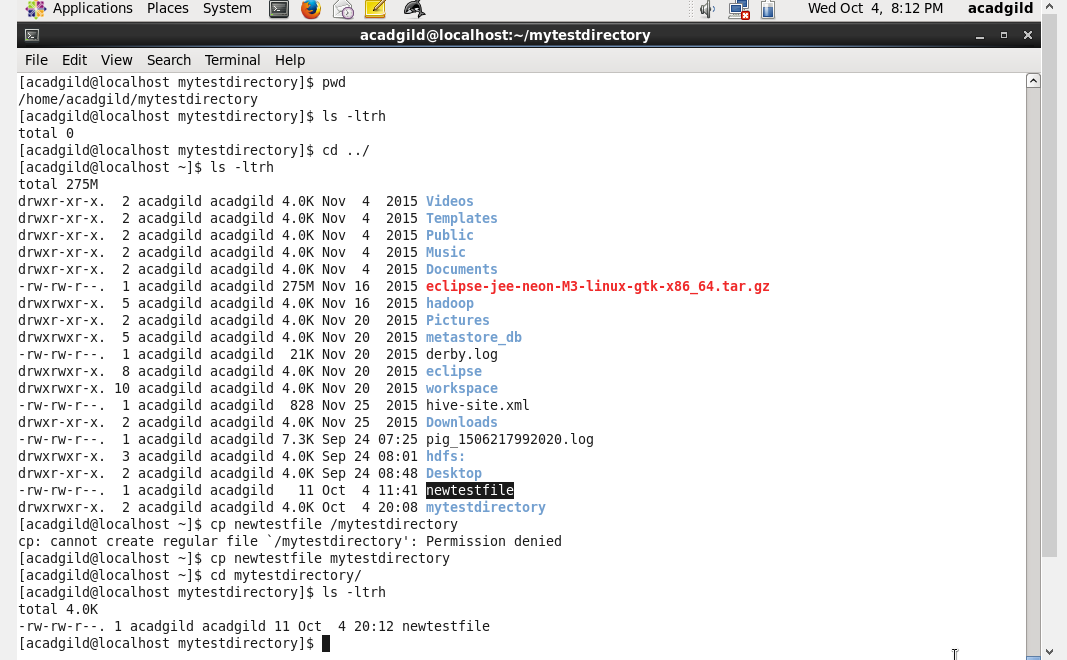 Applications Places System Wed Oct 4, 8:12 PM acadgild
acadgild@localhost:~/mytestdirectory
File Edit View Search Terminal Help
[acadgild@localhost mytestdirectory]$ pwd
/home/acadgild/mytestdirectory
[acadgild@localhost mytestdirectory]$ ls -ltrh
total 0
[acadgild@localhost mytestdirectory]$ cd ../
[acadgild@localhost ~]$ ls -ltrh
total 275M
drwxr-xr-x.  2 acadgild acadgild 4.0K Nov  4  2015 Videos
drwxr-xr-x.  2 acadgild acadgild 4.0K Nov  4  2015 Templates
drwxr-xr-x.  2 acadgild acadgild 4.0K Nov  4  2015 Public
drwxr-xr-x.  2 acadgild acadgild 4.0K Nov  4  2015 Music
drwxr-xr-x.  2 acadgild acadgild 4.0K Nov  4  2015 Documents
-rw-rw-r--.  1 acadgild acadgild 275M Nov 16  2015 eclipse-jee-neon-M3-linux-gtk-x86_64.tar.gz
drwxrwxr-x.  5 acadgild acadgild 4.0K Nov 16  2015 hadoop
drwxr-xr-x.  2 acadgild acadgild 4.0K Nov 20  2015 Pictures
drwxrwxr-x.  5 acadgild acadgild 4.0K Nov 20  2015 metastore_db
-rw-rw-r--.  1 acadgild acadgild  21K Nov 20  2015 derby.log
drwxrwxr-x.  8 acadgild acadgild 4.0K Nov 20  2015 eclipse
drwxrwxr-x. 10 acadgild acadgild 4.0K Nov 20  2015 workspace
-rw-rw-r--.  1 acadgild acadgild  828 Nov 25  2015 hive-site.xml
drwxr-xr-x.  2 acadgild acadgild 4.0K Nov 25  2015 Downloads
-rw-rw-r--.  1 acadgild acadgild 7.3K Sep 24 07:25 pig_1506217992020.log
drwxrwxr-x.  3 acadgild acadgild 4.0K Sep 24 08:01 hdfs:
drwxr-xr-x.  2 acadgild acadgild 4.0K Sep 24 08:48 Desktop
-rw-rw-r--.  1 acadgild acadgild   11 Oct  4 11:41 newtestfile
drwxrwxr-x.  2 acadgild acadgild 4.0K Oct  4 20:08 mytestdirectory
[acadgild@localhost ~]$ cp newtestfile /mytestdirectory
cp: cannot create regular file `/mytestdirectory': Permission denied
[acadgild@localhost ~]$ cp newtestfile mytestdirectory
[acadgild@localhost ~]$ cd mytestdirectory/
[acadgild@localhost mytestdirectory]$ ls -ltrh
total 4.0K
-rw-rw-r--. 1 acadgild acadgild 11 Oct  4 20:12 newtestfile
[acadgild@localhost mytestdirectory]$